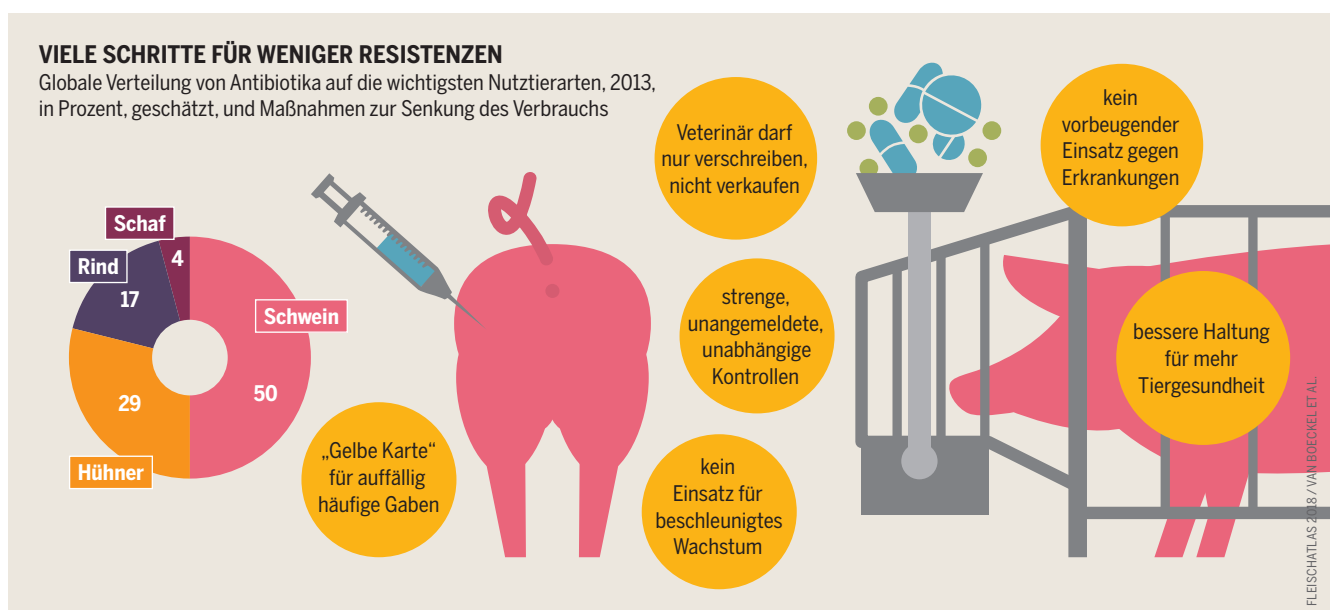 VIELE SCHRITTE FÜR WENIGER RESISTENZEN
Globale Verteilung von Antibiotika auf die wichtigsten Nutztierarten, 2013,
in Prozent, geschätzt, und Maßnahmen zur Senkung des Verbrauchs
Schaf
4
Rind
17
Schwein
50
29
Hühner
„Gelbe Karte“
für auffällig
häufige Gaben
Veterinär darf
nur verschreiben,
nicht verkaufen
strenge,
unangemeldete,
unabhängige
Kontrollen
kein
Einsatz für
beschleunigtes
Wachstum
kein
vorbeugender
Einsatz gegen
Erkrankungen
bessere Haltung
für mehr
Tiergesundheit
FLEISCHATLAS 2018 / VAN BOECKEL ET AL.